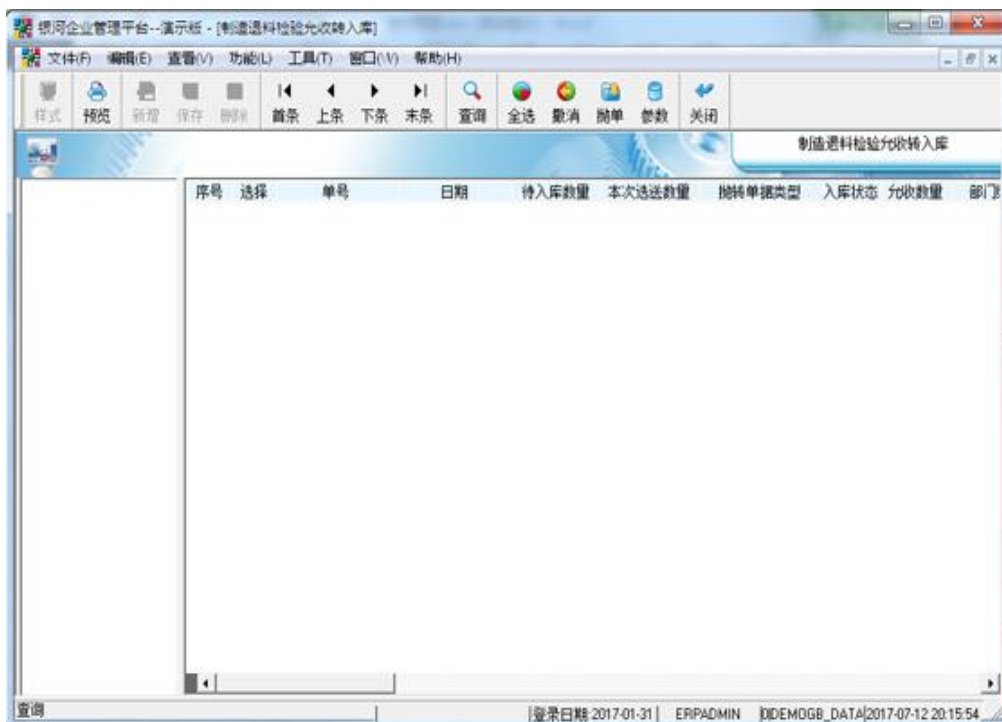 银河企业管理平台--演示版 - [制造退料检验允收转入库]
文件(F) 编辑(E) 查看(V) 功能(L) 工具(T) 窗口(W) 帮助(H)
样式 预览 新增 保存 删除 首条 上条 下条 末条 查询 全选 撤消 抛单 参数 关闭
制造退料检验允收转入库
序号 选择 单号 日期 待入库数量 本次选送数量 抛转单据类型 入库状态 允收数量 部门
查询 登录日期:2017-01-31 ERPADMIN DEMOGB_DATA 2017-07-12 20:15:54